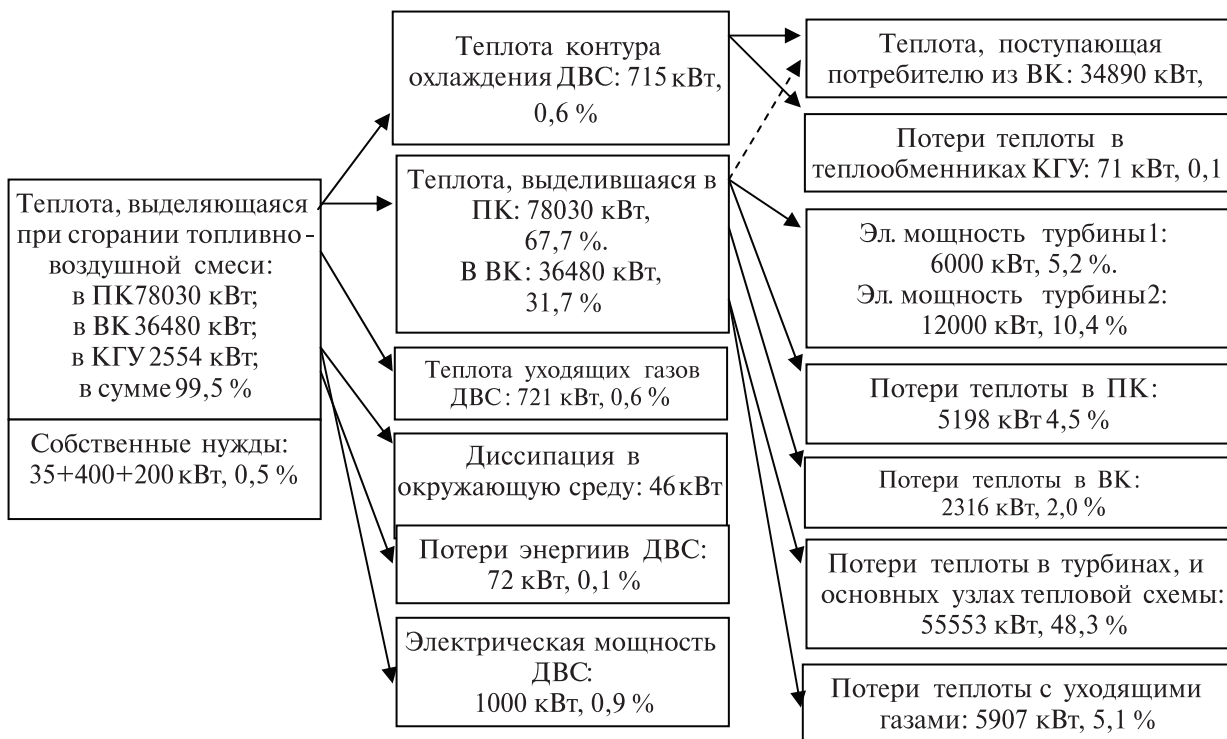 Теплота, выделяющаяся
при сгорании топливно-
воздушной смеси:
в ПК 78030 кВт;
в ВК 36480 кВт;
в КГУ 2554 кВт;
в сумме 99,5 %
Собственные нужды:
35+400+200 кВт, 0,5 %
Теплота контура
охлаждения ДВС: 715 кВт,
0,6 %
Теплота, выделившаяся в
ПК: 78030 кВт,
67,7 %.
В ВК: 36480 кВт,
31,7 %
Теплота уходящих газов
ДВС: 721 кВт, 0,6 %
Диссипация в
окружающую среду: 46 кВт
Потери энергиив ДВС:
72 кВт, 0,1 %
Электрическая мощность
ДВС:
1000 кВт, 0,9 %
Теплота, поступающая
потребителю из ВК: 34890 кВт,
Потери теплоты в
теплообменниках КГУ: 71 кВт, 0,1
Эл. мощность турбины1:
6000 кВт, 5,2 %.
Эл. мощность турбины2:
12000 кВт, 10,4 %
Потери теплоты в ПК:
5198 кВт 4,5 %
Потери теплоты в ВК:
2316 кВт, 2,0 %
Потери теплоты в турбинах, и
основных узлах тепловой схемы:
55553 кВт, 48,3 %
Потери теплоты с уходящими
газами: 5907 кВт, 5,1 %